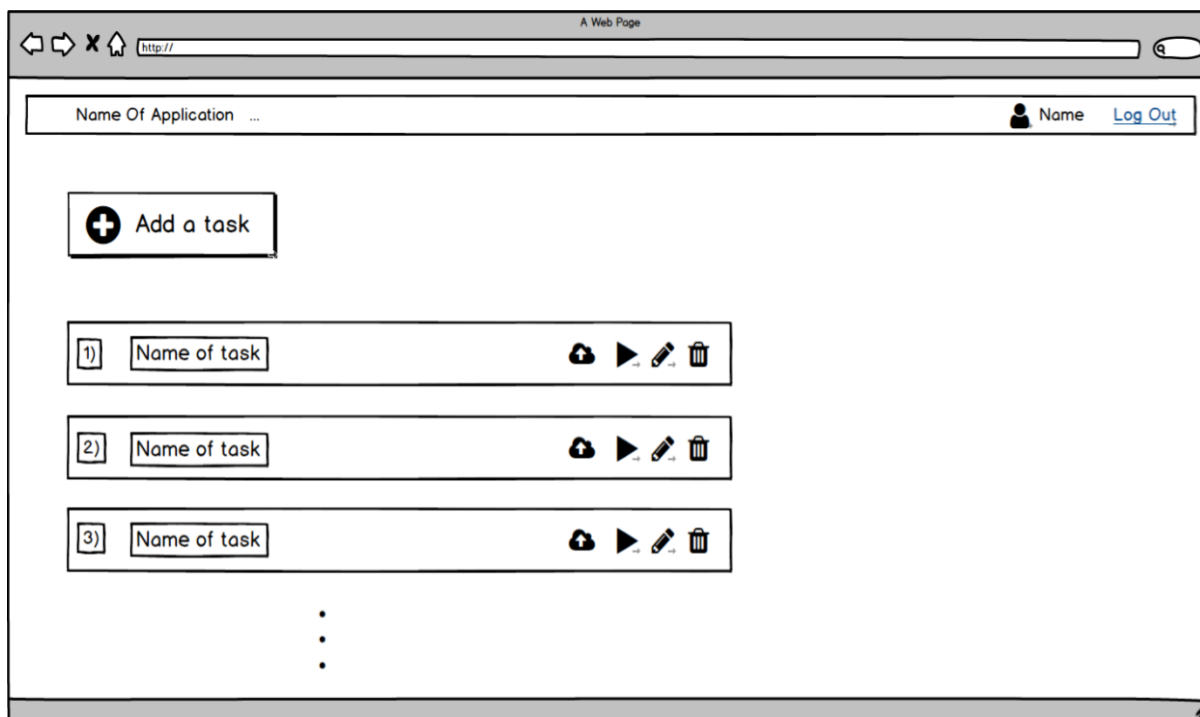 A Web Page
http://
Name Of Application ... Name Log Out
Add a task
1) Name of task
2) Name of task
3) Name of task